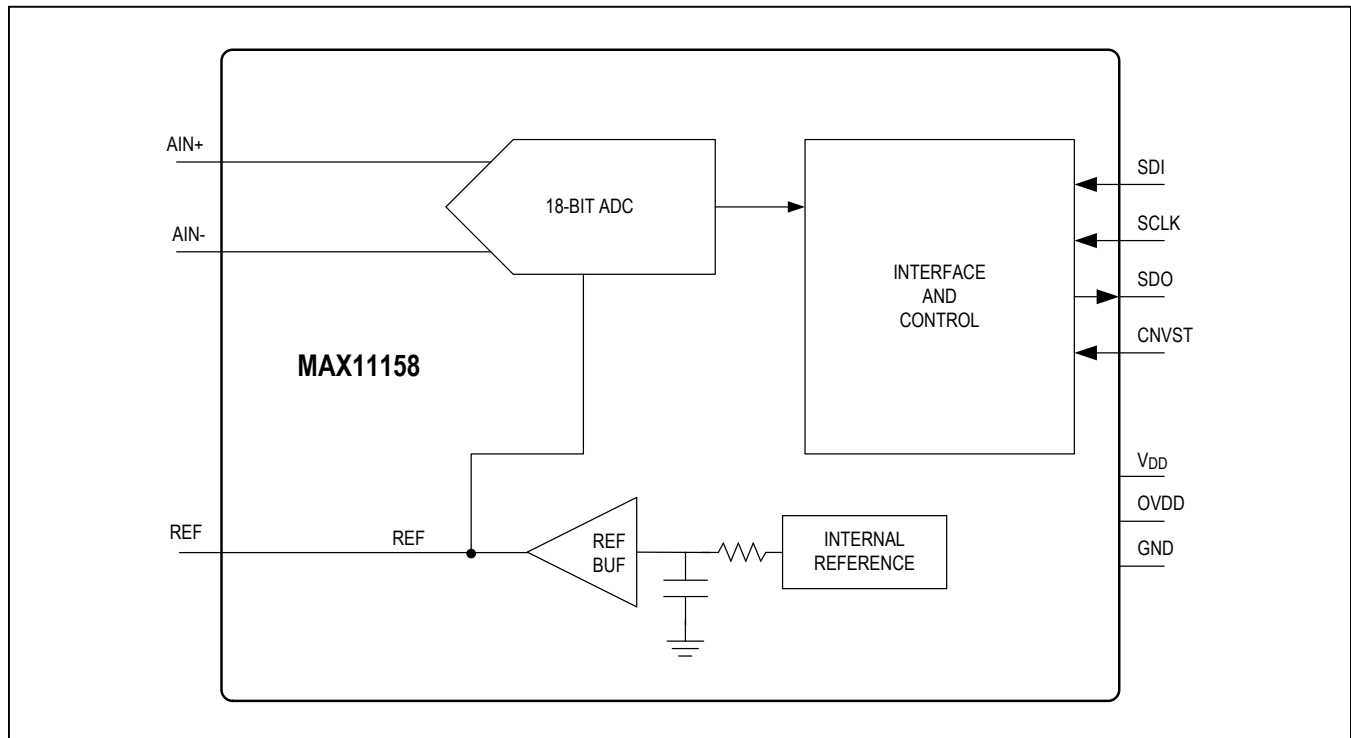 AIN+
AIN-
18-BIT ADC
INTERFACE
AND
CONTROL
SDI
SCLK
SDO
CNVST
MAX11158
VDD
OVDD
GND
REF
REF
REF
BUF
INTERNAL
REFERENCE